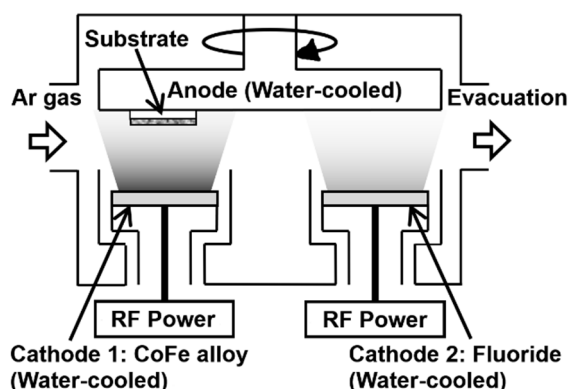 Substrate
Anode (Water-cooled)
Ar gas
Evacuation
RF Power
RF Power
Cathode 1: CoFe alloy
(Water-cooled)
Cathode 2: Fluoride
(Water-cooled)